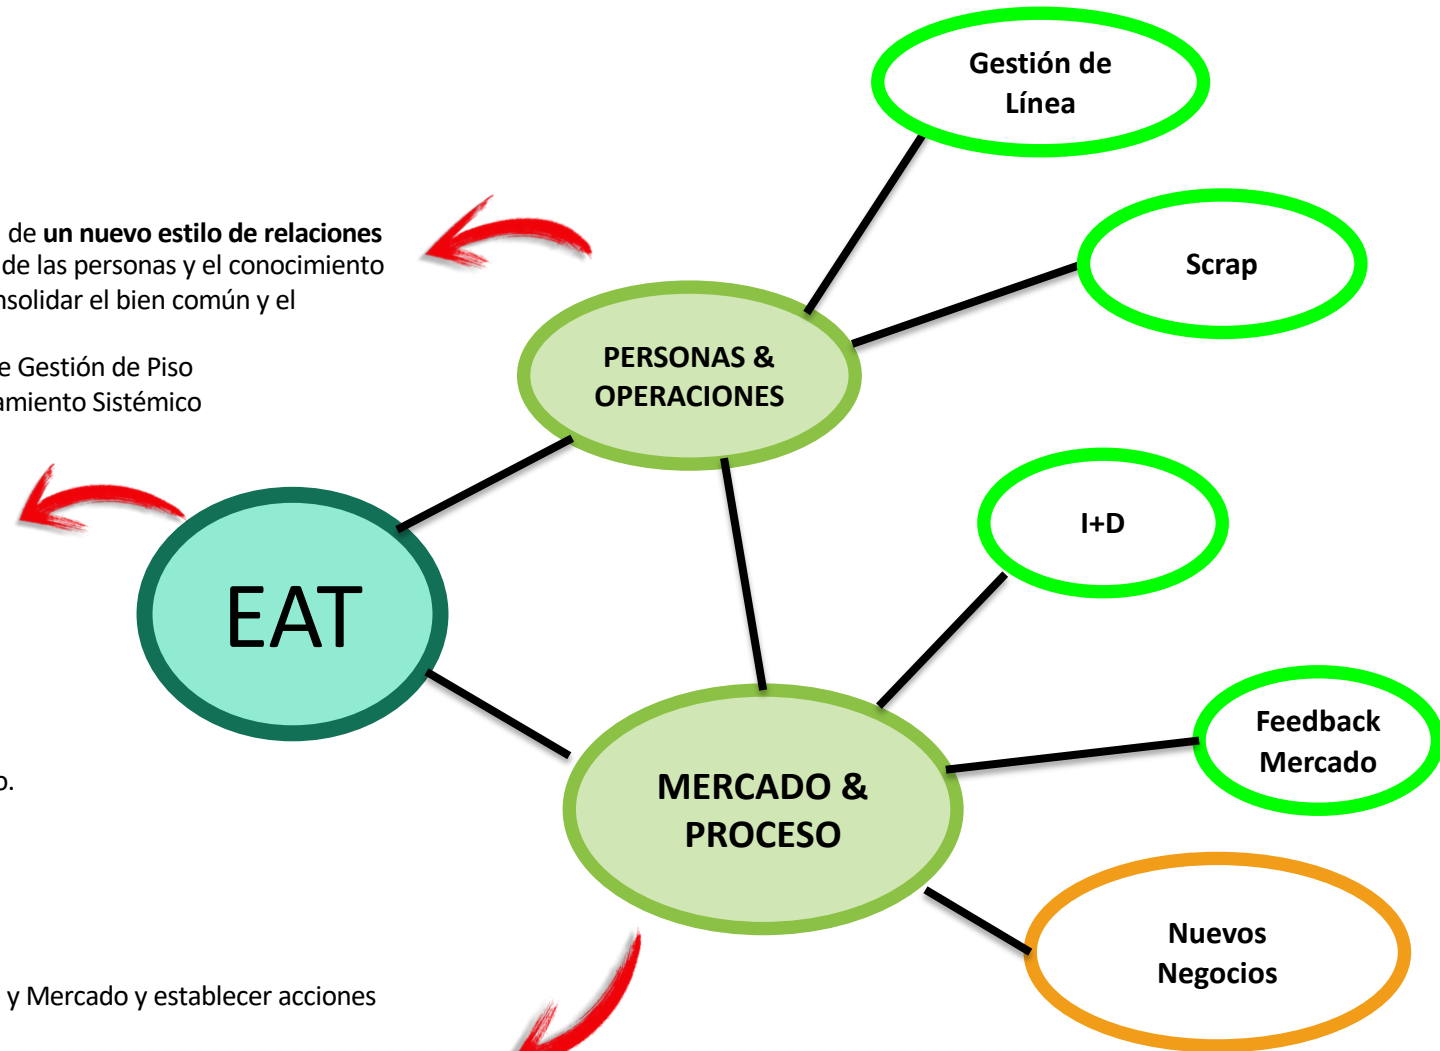 Gestión de
Línea
de un nuevo estilo de relaciones
de las personas y el conocimiento
nsolidar el bien común y el
Scrap
PERSONAS &
OPERACIONES
e Gestión de Piso
amiento Sistémico
I+D
EAT
Feedback
Mercado
o.
MERCADO &
PROCESO
Nuevos
Negocios
y Mercado y establecer acciones